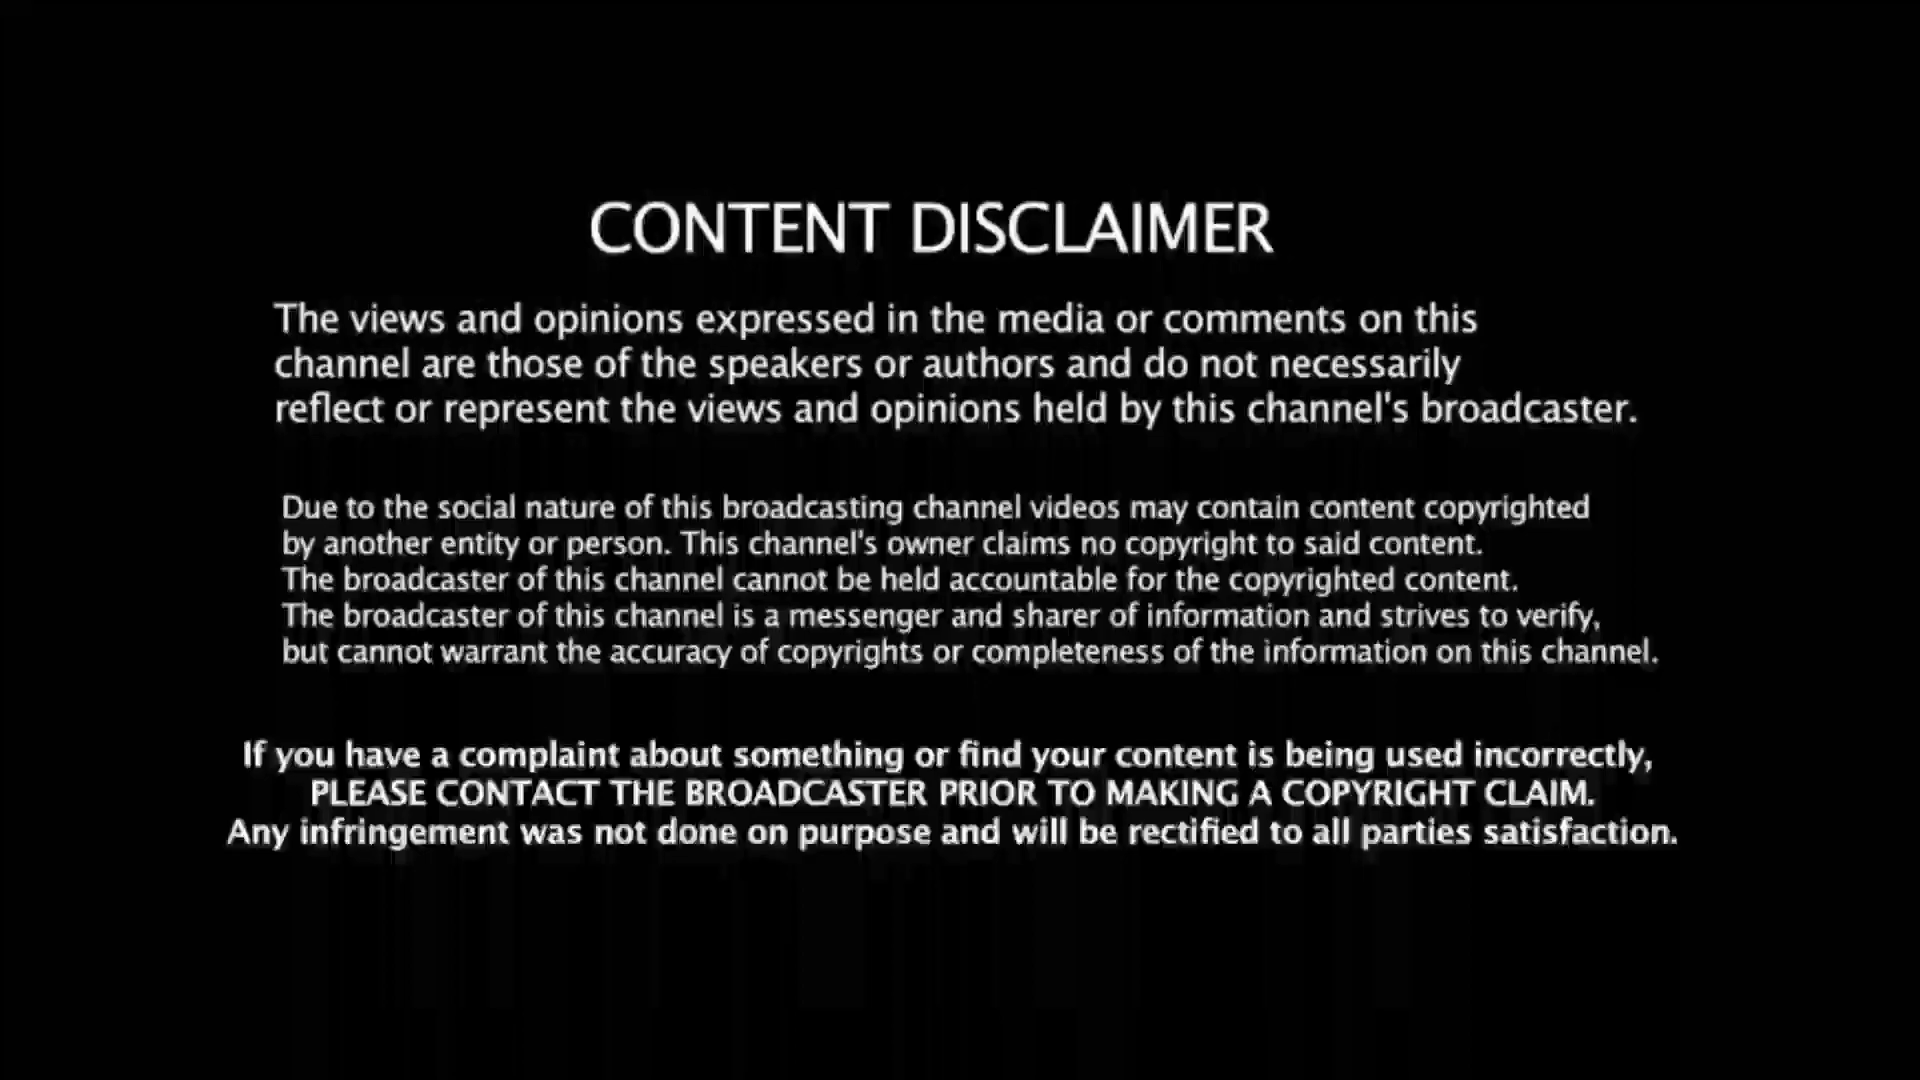 CONTENT DISCLAIMER
The views and opinions expressed in the media or comments on this
channel are those of the speakers or authors and do not necessarily
reflect or represent the views and opinions held by this channel's broadcaster.
Due to the social nature of this broadcasting channel videos may contain content copyrighted
by another entity or person. This channel's owner claims no copyright to said content.
The broadcaster of this channel cannot be held accountable for the copyrighted content.
The broadcaster of this channel is a messenger and sharer of information and strives to verify,
but cannot warrant the accuracy of copyrights or completeness of the information on this channel.
If you have a complaint about something or find your content is being used incorrectly,
PLEASE CONTACT THE BROADCASTER PRIOR TO MAKING A COPYRIGHT CLAIM.
Any infringement was not done on purpose and will be rectified to all parties satisfaction.